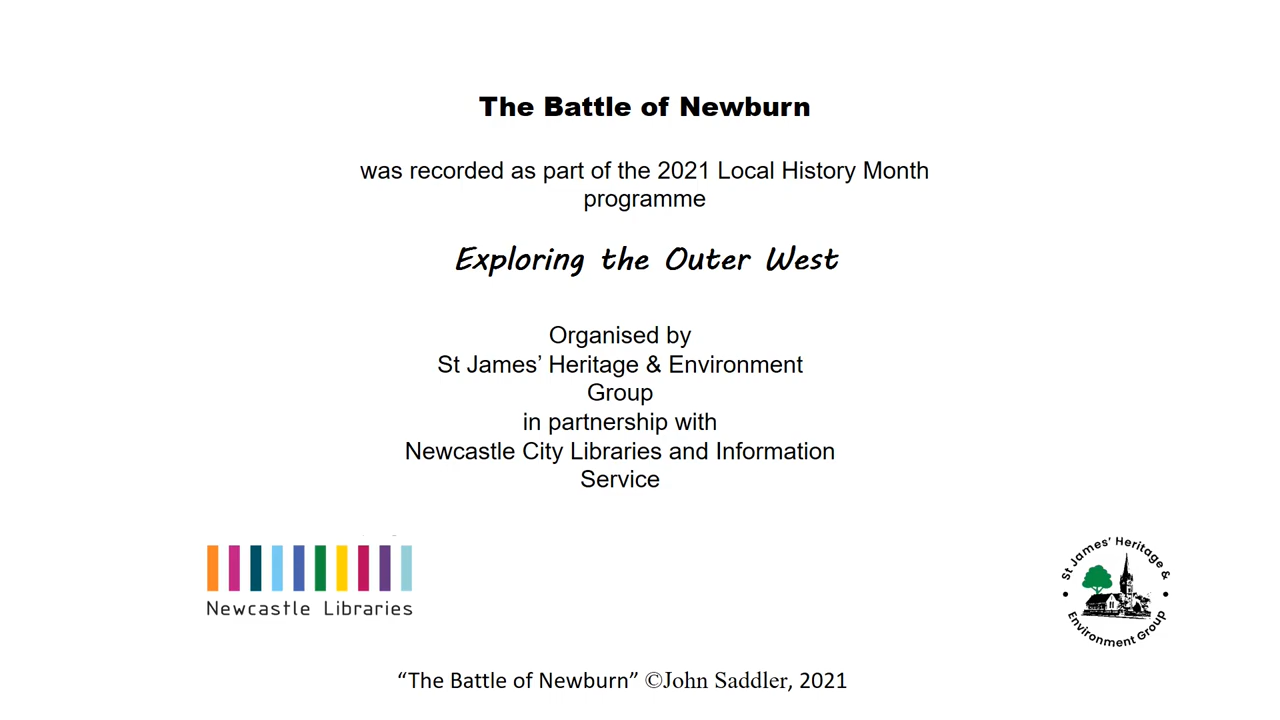 The Battle of Newburn
was recorded as part of the 2021 Local History Month
programme
Exploring the Outer West
Organised by
St James’ Heritage & Environment
Group
in partnership with
Newcastle City Libraries and Information
Service
Newcastle Libraries
St James’ Heritage &
Environment Group
“The Battle of Newburn” ©John Saddler, 2021